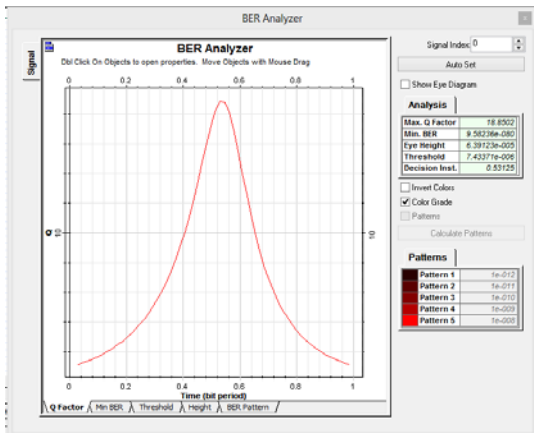 BER Analyzer
Signal
BER Analyzer
Dbl Click On Objects to open properties. Move Objects with Mouse Drag
0 0.2 0.4 0.6 0.8 1
Q
10
10
0 0.2 0.4 0.6 0.8 1
Time (bit period)
Q Factor Min BER Threshold Height BER Pattern
Signal Index: 0
Auto Set
Show Eye Diagram
Analysis
Max. Q Factor 18.8502
Min. BER 9.58236e-080
Eye Height 6.39123e-005
Threshold 7.43371e-006
Decision Inst. 0.53125
Invert Colors
Color Grade
Patterns
Calculate Patterns
Patterns
Pattern 1 1e-012
Pattern 2 1e-011
Pattern 3 1e-010
Pattern 4 1e-009
Pattern 5 1e-008